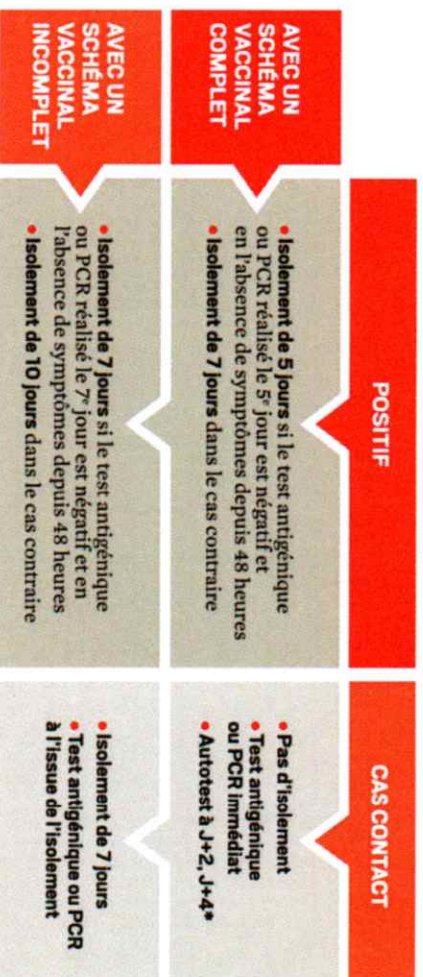 POSITIF
CAS CONTACT
AVEC UN
SCHÉMA
VACCINAL
COMPLET
• Isolement de 5 jours si le test antigénique
ou PCR réalisé le 5e jour est négatif et
en l'absence de symptômes depuis 48 heures
• Isolement de 7 jours dans le cas contraire
• Pas d'isolement
• Test antigénique
ou PCR immédiat
• Autotest à J+2, J+4*
AVEC UN
SCHÉMA
VACCINAL
INCOMPLET
• Isolement de 7 jours si le test antigénique
ou PCR réalisé le 7e jour est négatif et en
l'absence de symptômes depuis 48 heures
• Isolement de 10 jours dans le cas contraire
• Isolement de 7 jours
• Test antigénique ou PCR
à l'issue de l'isolement